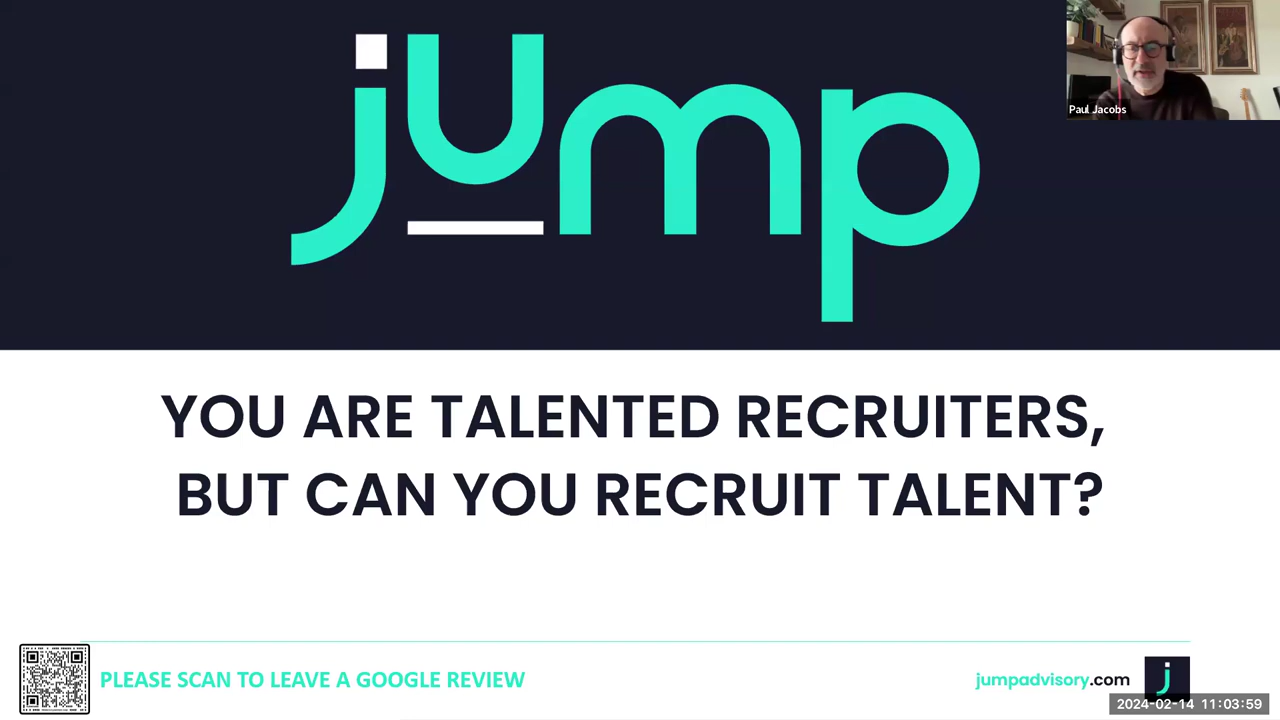 jump
Paul Jacobs
YOU ARE TALENTED RECRUITERS,
BUT CAN YOU RECRUIT TALENT?
PLEASE SCAN TO LEAVE A GOOGLE REVIEW
jumpadvisory.com
j
2024-02-14 11:03:59